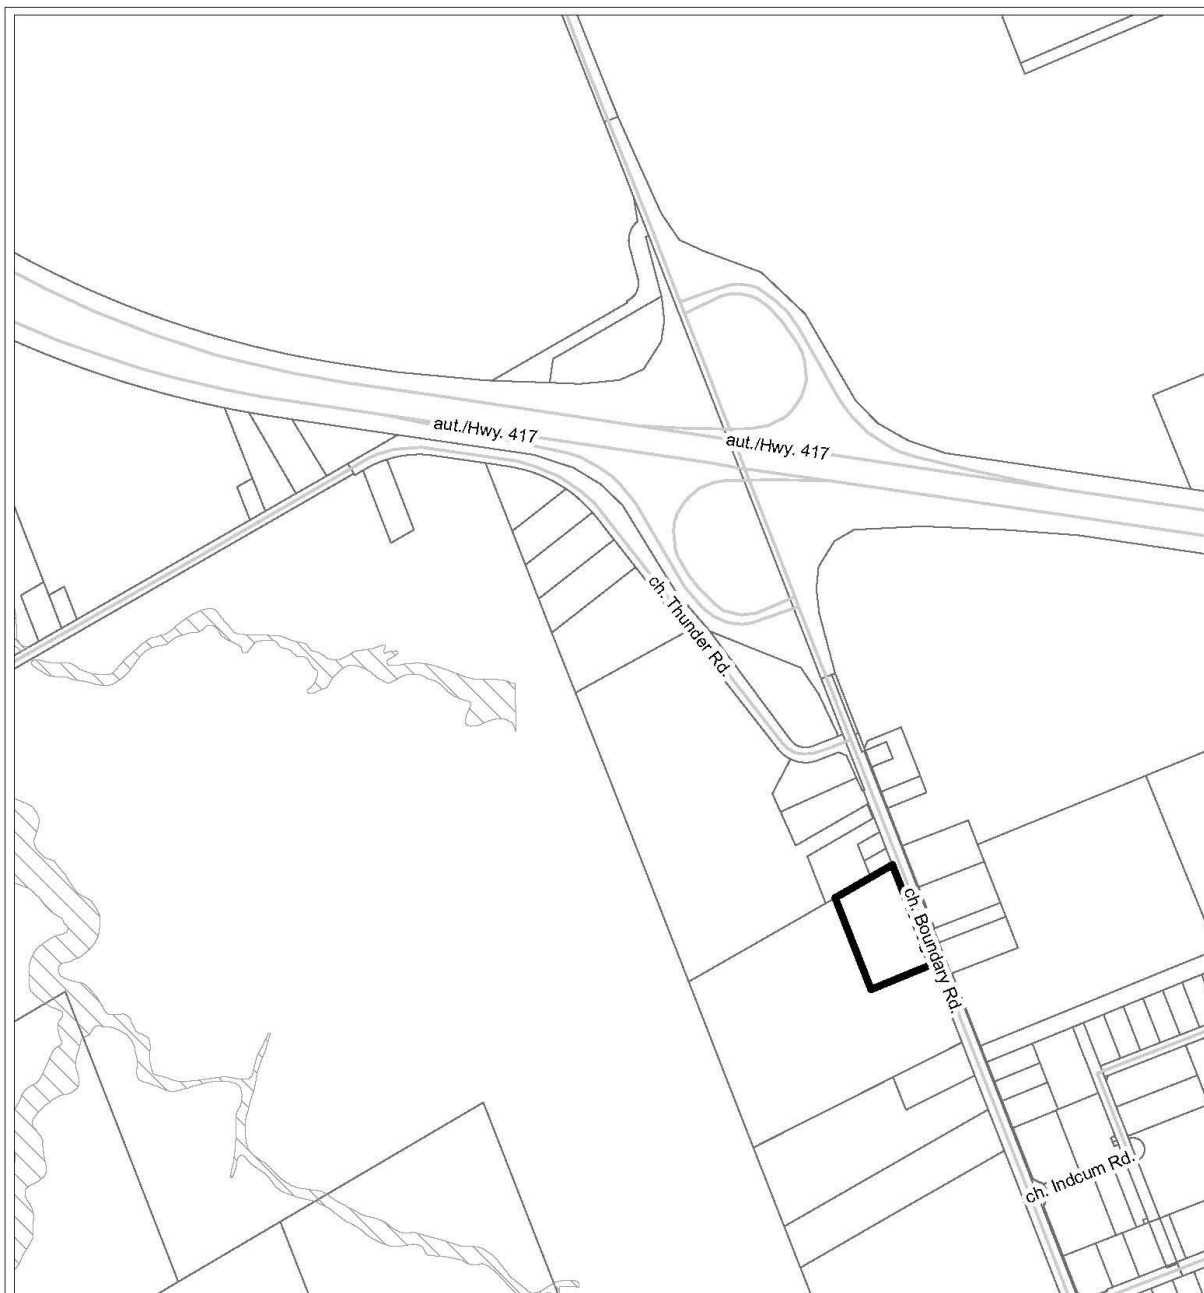 aut./Hwy. 417
aut./Hwy. 417
ch. Thunder Rd.
ch. Boundary Rd.
ch. Indcum Rd.